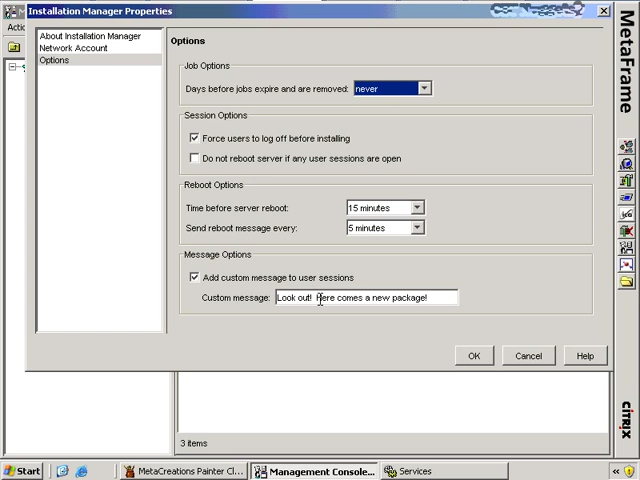 Installation Manager Properties
About Installation Manager
Network Account
Options
Options
Job Options
Days before jobs expire and are removed: never
Session Options
Force users to log off before installing
Do not reboot server if any user sessions are open
Reboot Options
Time before server reboot: 15 minutes
Send reboot message every: 5 minutes
Message Options
Add custom message to user sessions
Custom message: Look out!  Here comes a new package!
OK Cancel Help
3 items
MetaFrame
CITRIX
Start MetaCreations Painter Cl... Management Console... Services